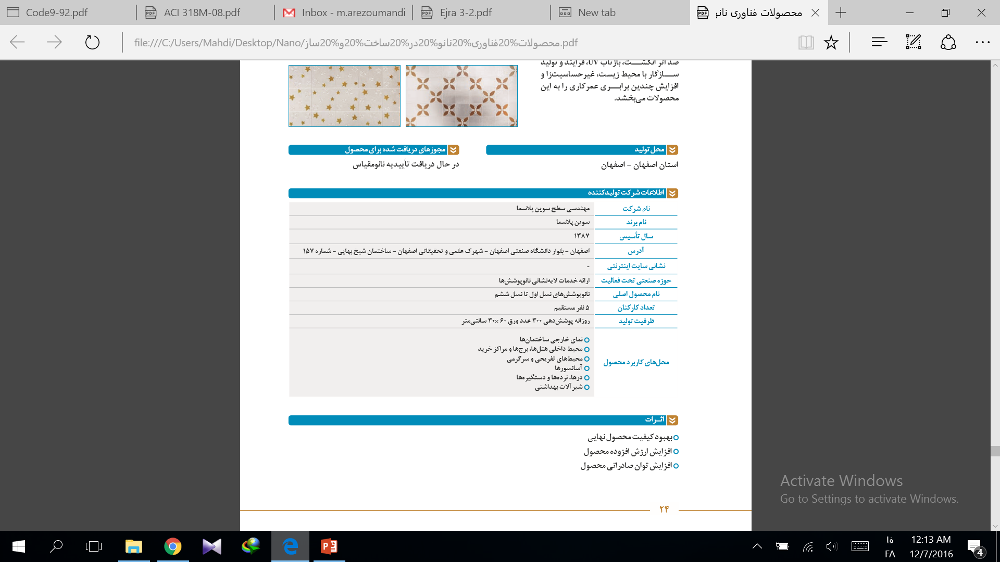 Code9-92.pdf
ACI 318M-08.pdf
Inbox - m.arezoumandi
Ejra 3-2.pdf
New tab
محصولات فناوری نانو
file:///C:/Users/Mahdi/Desktop/Nano/محصولات%20فناوری%20نانو%20در%20ساخت%20و%20ساز.pdf
ضد اثر انگشت، بازتاب UV، فرآیند و تولید
سازگار با محیط زیست، غیرحساسیت‌زا و
افزایش چندین برابری عمرکاری را به این
محصولات می‌بخشد.
محل تولید
استان اصفهان – اصفهان
مجوزهای دریافت شده برای محصول
در حال دریافت تأییدیه نانومقیاس
اطلاعات شرکت تولیدکننده
نام شرکت مهندسی سطح سوین پلاسما
نام برند سوین پلاسما
سال تأسیس ۱۳۸۷
آدرس اصفهان – بلوار دانشگاه صنعتی اصفهان – شهرک علمی و تحقیقاتی اصفهان – ساختمان شیخ بهایی – شماره ۱۵۷
نشانی سایت اینترنتی -
حوزه صنعتی تحت فعالیت ارائه خدمات لایه‌نشانی نانوپوشش‌ها
نام محصول اصلی نانوپوشش‌های نسل اول تا نسل ششم
تعداد کارکنان ۵ نفر مستقیم
ظرفیت تولید روزانه پوشش‌دهی ۳۰۰ عدد ورق ۶۰ ×۳۰ سانتی‌متر
محل‌های کاربرد محصول
نمای خارجی ساختمان‌ها
محیط داخلی هتل‌ها، برج‌ها و مراکز خرید
محیط‌های تفریحی و سرگرمی
آسانسورها
درها، نرده‌ها و دستگیره‌ها
شیر آلات بهداشتی
اثـرات
بهبود کیفیت محصول نهایی
افزایش ارزش افزوده محصول
افزایش توان صادراتی محصول
۲۴
Activate Windows
Go to Settings to activate Windows.
فا
FA
12:13 AM
12/7/2016
4